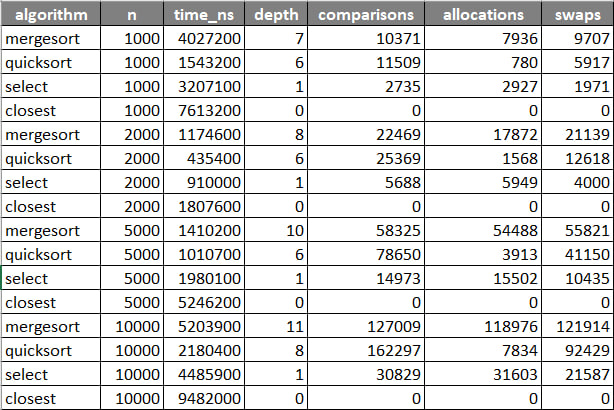 algorithm n time_ns depth comparisons allocations swaps
mergesort 1000 4027200 7 10371 7936 9707
quicksort 1000 1543200 6 11509 780 5917
select 1000 3207100 1 2735 2927 1971
closest 1000 7613200 0 0 0 0
mergesort 2000 1174600 8 22469 17872 21139
quicksort 2000 435400 6 25369 1568 12618
select 2000 910000 1 5688 5949 4000
closest 2000 1807600 0 0 0 0
mergesort 5000 1410200 10 58325 54488 55821
quicksort 5000 1010700 6 78650 3913 41150
select 5000 1980100 1 14973 15502 10435
closest 5000 5246200 0 0 0 0
mergesort 10000 5203900 11 127009 118976 121914
quicksort 10000 2180400 8 162297 7834 92429
select 10000 4485900 1 30829 31603 21587
closest 10000 9482000 0 0 0 0